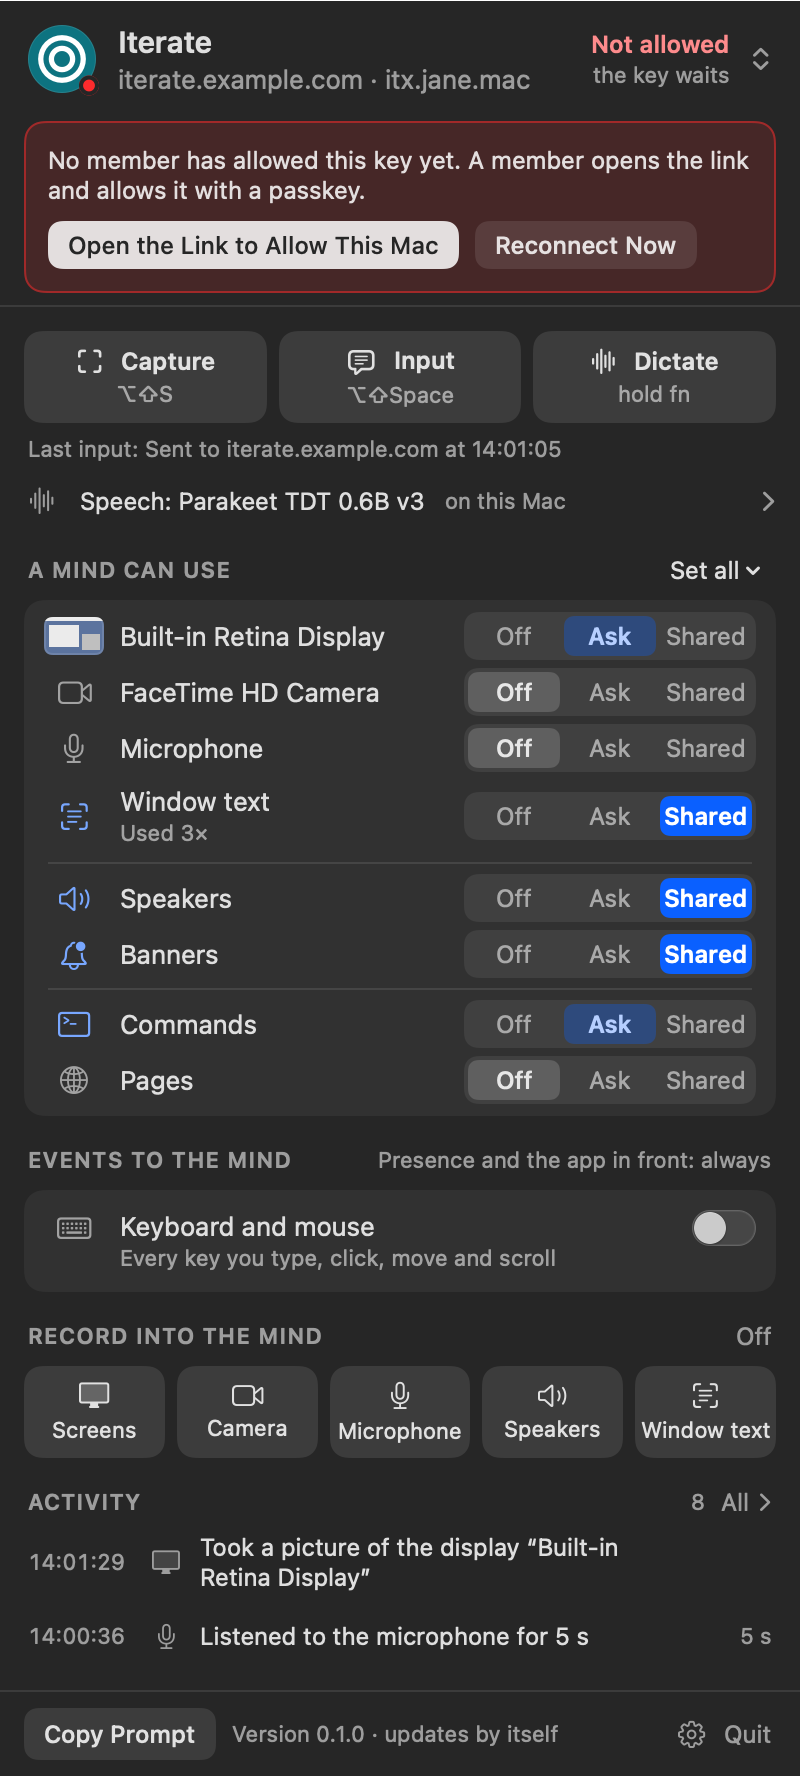 Iterate
iterate.example.com · itx.jane.mac
Not allowed
the key waits
No member has allowed this key yet. A member opens the link
and allows it with a passkey.
Open the Link to Allow This Mac
Reconnect Now
Capture
⌥⇧S
Input
⌥⇧Space
Dictate
hold fn
Last input: Sent to iterate.example.com at 14:01:05
Speech: Parakeet TDT 0.6B v3 on this Mac
A MIND CAN USE
Set all
Built-in Retina Display Off Ask Shared
FaceTime HD Camera Off Ask Shared
Microphone Off Ask Shared
Window text
Used 3×
Off Ask Shared
Speakers Off Ask Shared
Banners Off Ask Shared
Commands Off Ask Shared
Pages Off Ask Shared
EVENTS TO THE MIND
Presence and the app in front: always
Keyboard and mouse
Every key you type, click, move and scroll
RECORD INTO THE MIND
Off
Screens
Camera
Microphone
Speakers
Window text
ACTIVITY
8 All
14:01:29
Took a picture of the display “Built-in
Retina Display”
14:00:36
Listened to the microphone for 5 s
5 s
Copy Prompt
Version 0.1.0 · updates by itself
Quit